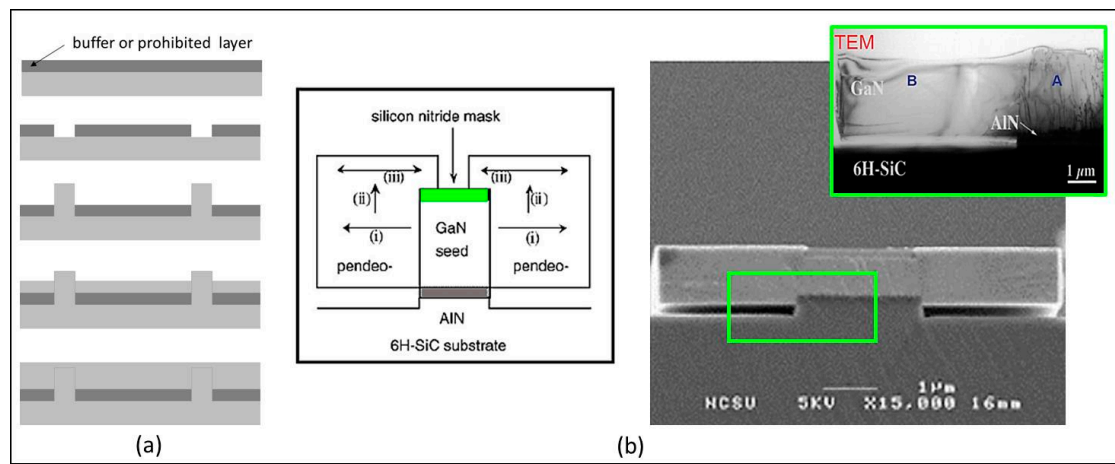 buffer or prohibited layer
(a)
silicon nitride mask
(iii) (iii)
(ii) (ii)
GaN
(i) (i)
seed
pendeo- pendeo-
AlN
6H-SiC substrate
TEM
B A
GaN
AlN
6H-SiC
1 μm
1μm
NCSU 5KV X15,000 16mm
(b)